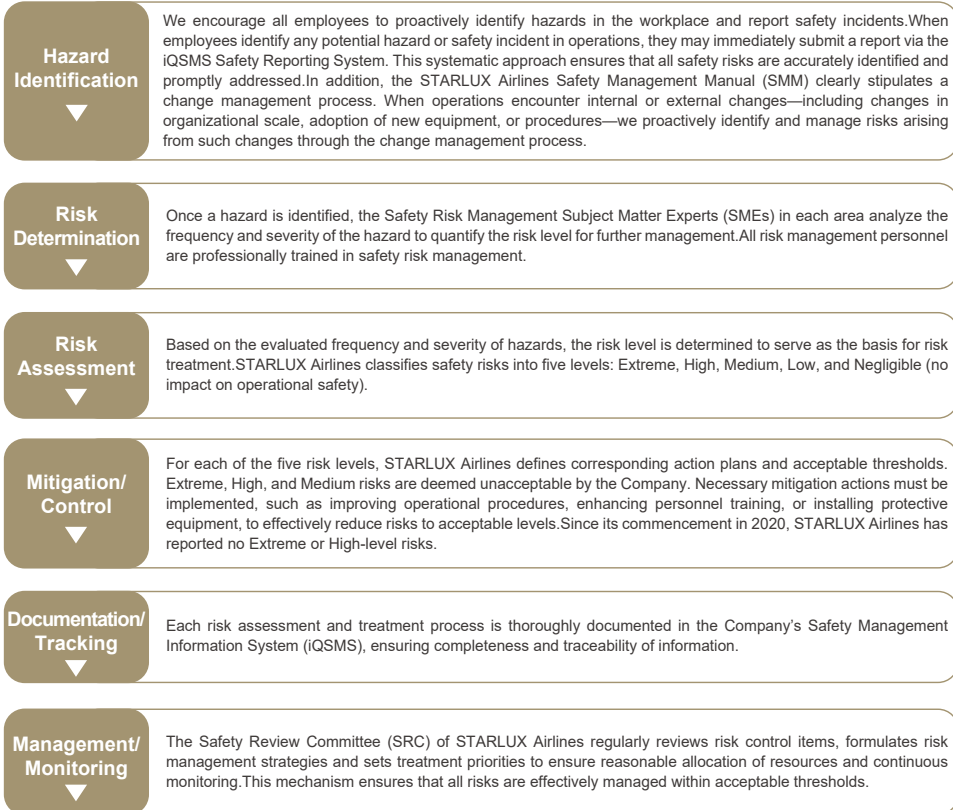 Hazard
Identification
We encourage all employees to proactively identify hazards in the workplace and report safety incidents.When
employees identify any potential hazard or safety incident in operations, they may immediately submit a report via the
iQSMS Safety Reporting System. This systematic approach ensures that all safety risks are accurately identified and
promptly addressed.In addition, the STARLUX Airlines Safety Management Manual (SMM) clearly stipulates a
change management process. When operations encounter internal or external changes—including changes in
organizational scale, adoption of new equipment, or procedures—we proactively identify and manage risks arising
from such changes through the change management process.
Risk
Determination
Once a hazard is identified, the Safety Risk Management Subject Matter Experts (SMEs) in each area analyze the
frequency and severity of the hazard to quantify the risk level for further management.All risk management personnel
are professionally trained in safety risk management.
Risk
Assessment
Based on the evaluated frequency and severity of hazards, the risk level is determined to serve as the basis for risk
treatment.STARLUX Airlines classifies safety risks into five levels: Extreme, High, Medium, Low, and Negligible (no
impact on operational safety).
Mitigation/
Control
For each of the five risk levels, STARLUX Airlines defines corresponding action plans and acceptable thresholds.
Extreme, High, and Medium risks are deemed unacceptable by the Company. Necessary mitigation actions must be
implemented, such as improving operational procedures, enhancing personnel training, or installing protective
equipment, to effectively reduce risks to acceptable levels.Since its commencement in 2020, STARLUX Airlines has
reported no Extreme or High-level risks.
Documentation/
Tracking
Each risk assessment and treatment process is thoroughly documented in the Company's Safety Management
Information System (iQSMS), ensuring completeness and traceability of information.
Management/
Monitoring
The Safety Review Committee (SRC) of STARLUX Airlines regularly reviews risk control items, formulates risk
management strategies and sets treatment priorities to ensure reasonable allocation of resources and continuous
monitoring.This mechanism ensures that all risks are effectively managed within acceptable thresholds.